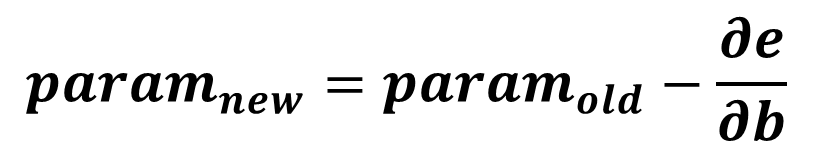 param_new = param_old − ∂e/∂b